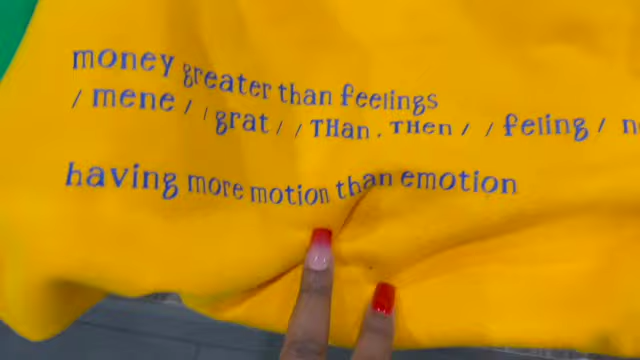 money greater than feelings
/ mene / / grat / / THan . THen / / feling / n
having more motion than emotion